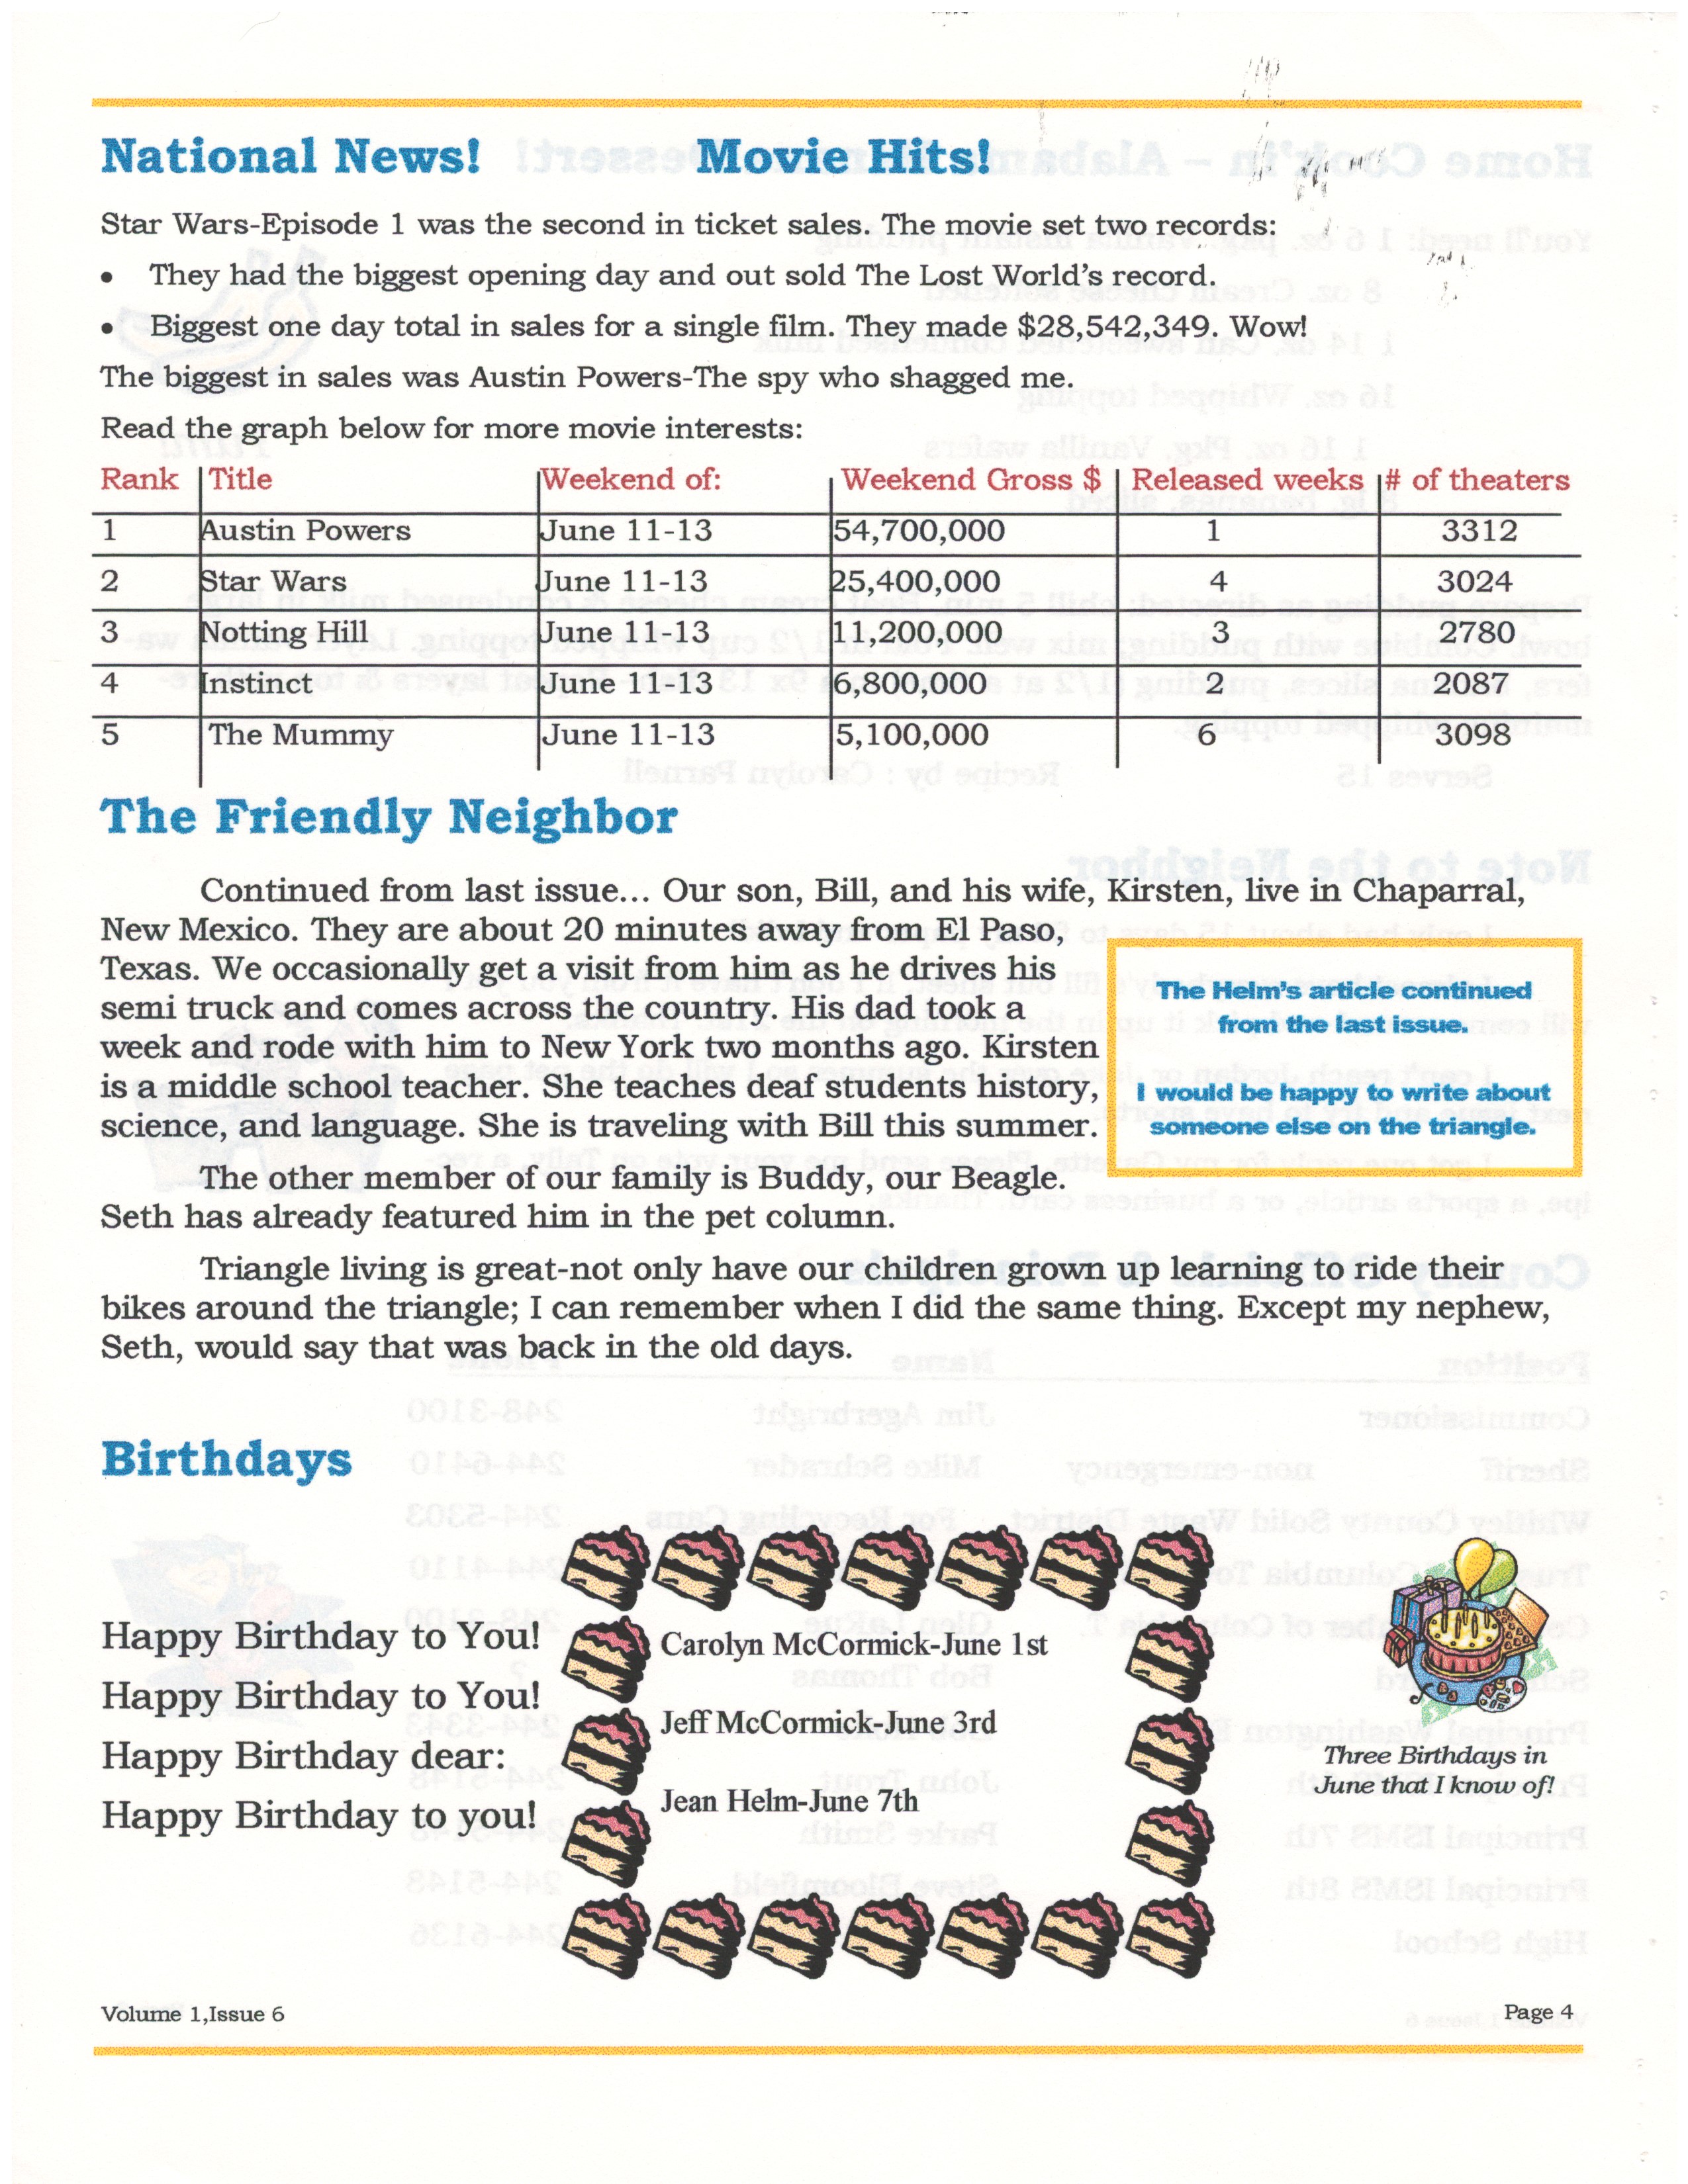 National News! Movie Hits!
Star Wars-Episode 1 was the second in ticket sales. The movie set two records:
• They had the biggest opening day and out sold The Lost World's record.
• Biggest one day total in sales for a single film. They made $28,542,349. Wow!
The biggest in sales was Austin Powers-The spy who shagged me.
Read the graph below for more movie interests:
Rank Title Weekend of: Weekend Gross $ Released weeks # of theaters
1 Austin Powers June 11-13 54,700,000 1 3312
2 Star Wars June 11-13 25,400,000 4 3024
3 Notting Hill June 11-13 11,200,000 3 2780
4 Instinct June 11-13 6,800,000 2 2087
5 The Mummy June 11-13 5,100,000 6 3098
The Friendly Neighbor
Continued from last issue... Our son, Bill, and his wife, Kirsten, live in Chaparral,
New Mexico. They are about 20 minutes away from El Paso,
Texas. We occasionally get a visit from him as he drives his
semi truck and comes across the country. His dad took a
week and rode with him to New York two months ago. Kirsten
is a middle school teacher. She teaches deaf students history,
science, and language. She is traveling with Bill this summer.
The Helm's article continued
from the last issue.
I would be happy to write about
someone else on the triangle.
The other member of our family is Buddy, our Beagle.
Seth has already featured him in the pet column.
Triangle living is great-not only have our children grown up learning to ride their
bikes around the triangle; I can remember when I did the same thing. Except my nephew,
Seth, would say that was back in the old days.
Birthdays
Happy Birthday to You!
Happy Birthday to You!
Happy Birthday dear:
Happy Birthday to you!
Carolyn McCormick-June 1st
Jeff McCormick-June 3rd
Jean Helm-June 7th
Three Birthdays in
June that I know of!
Volume 1,Issue 6 Page 4